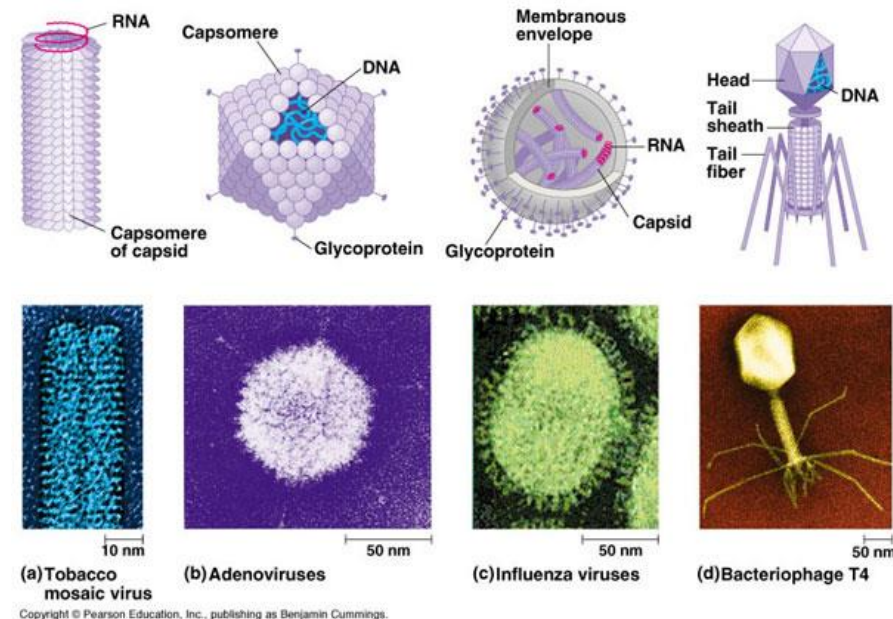 RNA
Capsomere
of capsid
Capsomere
DNA
Glycoprotein
Membranous
envelope
RNA
Capsid
Glycoprotein
Head
DNA
Tail
sheath
Tail
fiber
10 nm
50 nm
50 nm
50 nm
(a) Tobacco
mosaic virus
(b) Adenoviruses
(c) Influenza viruses
(d) Bacteriophage T4
Copyright © Pearson Education, Inc., publishing as Benjamin Cummings.